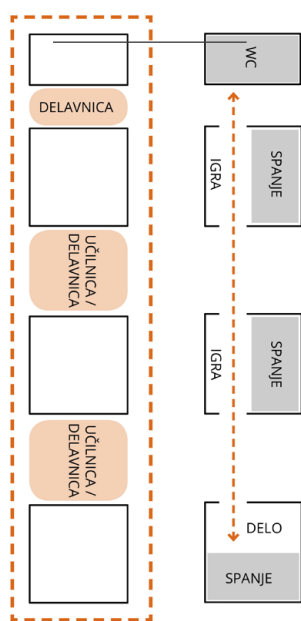 WC
DELAVNICA
IGRA
SPANJE
UČILNICA /
DELAVNICA
IGRA
SPANJE
UČILNICA /
DELAVNICA
DELO
SPANJE